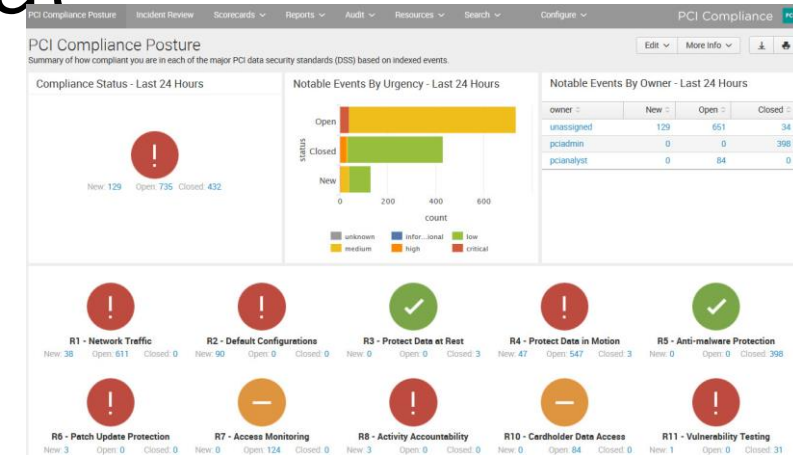 PCI Compliance Posture Incident Review Scorecards Reports Audit Resources Search Configure PCI Compliance
PCI Compliance Posture
Edit More Info
Summary of how compliant you are in each of the major PCI data security standards (DSS) based on indexed events.
Compliance Status - Last 24 Hours
New: 129 Open: 735 Closed: 432
Notable Events By Urgency - Last 24 Hours
status
Open
Closed
New
0 200 400 600
count
unknown infor...ional low
medium high critical
Notable Events By Owner - Last 24 Hours
owner New Open Closed
unassigned 129 651 34
pciadmin 0 0 398
pcianalyst 0 84 0
R1 - Network Traffic
New: 38 Open: 611 Closed: 0
R2 - Default Configurations
New: 90 Open: 0 Closed: 0
R3 - Protect Data at Rest
New: 0 Open: 0 Closed: 3
R4 - Protect Data in Motion
New: 47 Open: 547 Closed: 3
R5 - Anti-malware Protection
New: 0 Open: 0 Closed: 398
R6 - Patch Update Protection
New: 3 Open: 0 Closed: 0
R7 - Access Monitoring
New: 0 Open: 124 Closed: 0
R8 - Activity Accountability
New: 3 Open: 0 Closed: 0
R10 - Cardholder Data Access
New: 0 Open: 84 Closed: 0
R11 - Vulnerability Testing
New: 1 Open: 0 Closed: 31